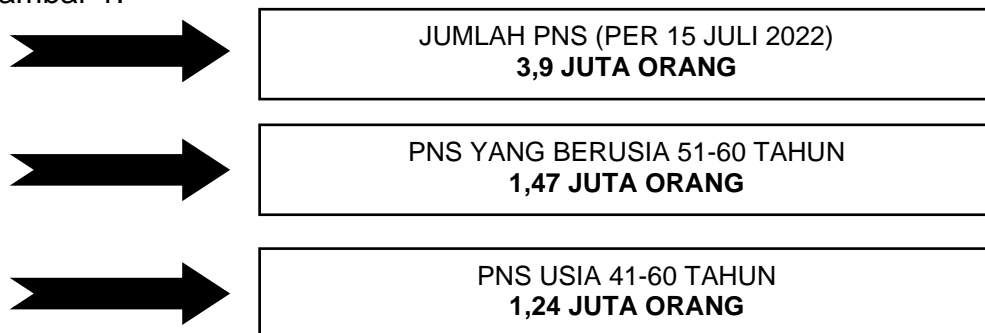 JUMLAH PNS (PER 15 JULI 2022)
3,9 JUTA ORANG
PNS YANG BERUSIA 51-60 TAHUN
1,47 JUTA ORANG
PNS USIA 41-60 TAHUN
1,24 JUTA ORANG